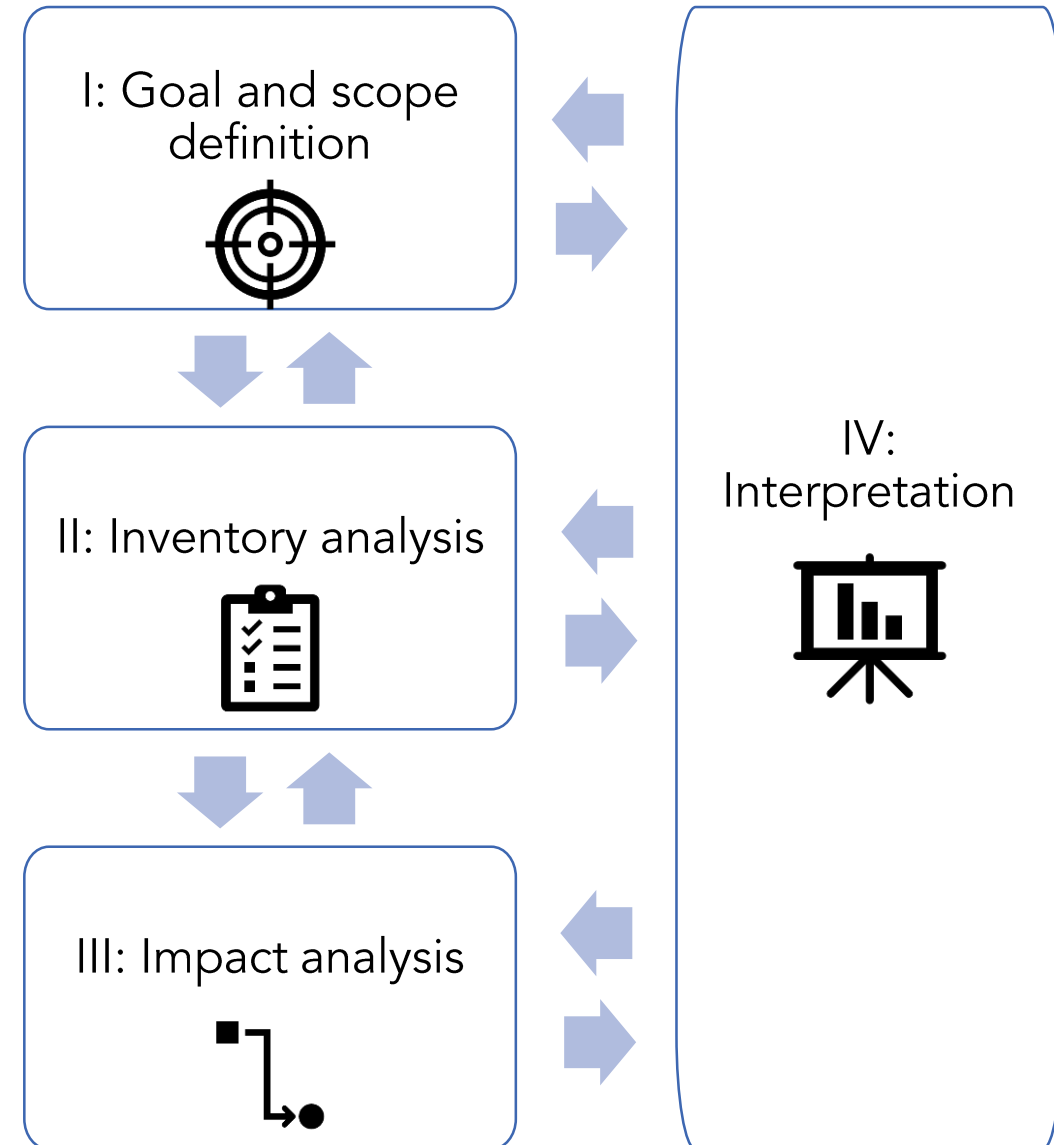 I: Goal and scope
definition
II: Inventory analysis
III: Impact analysis
IV:
Interpretation